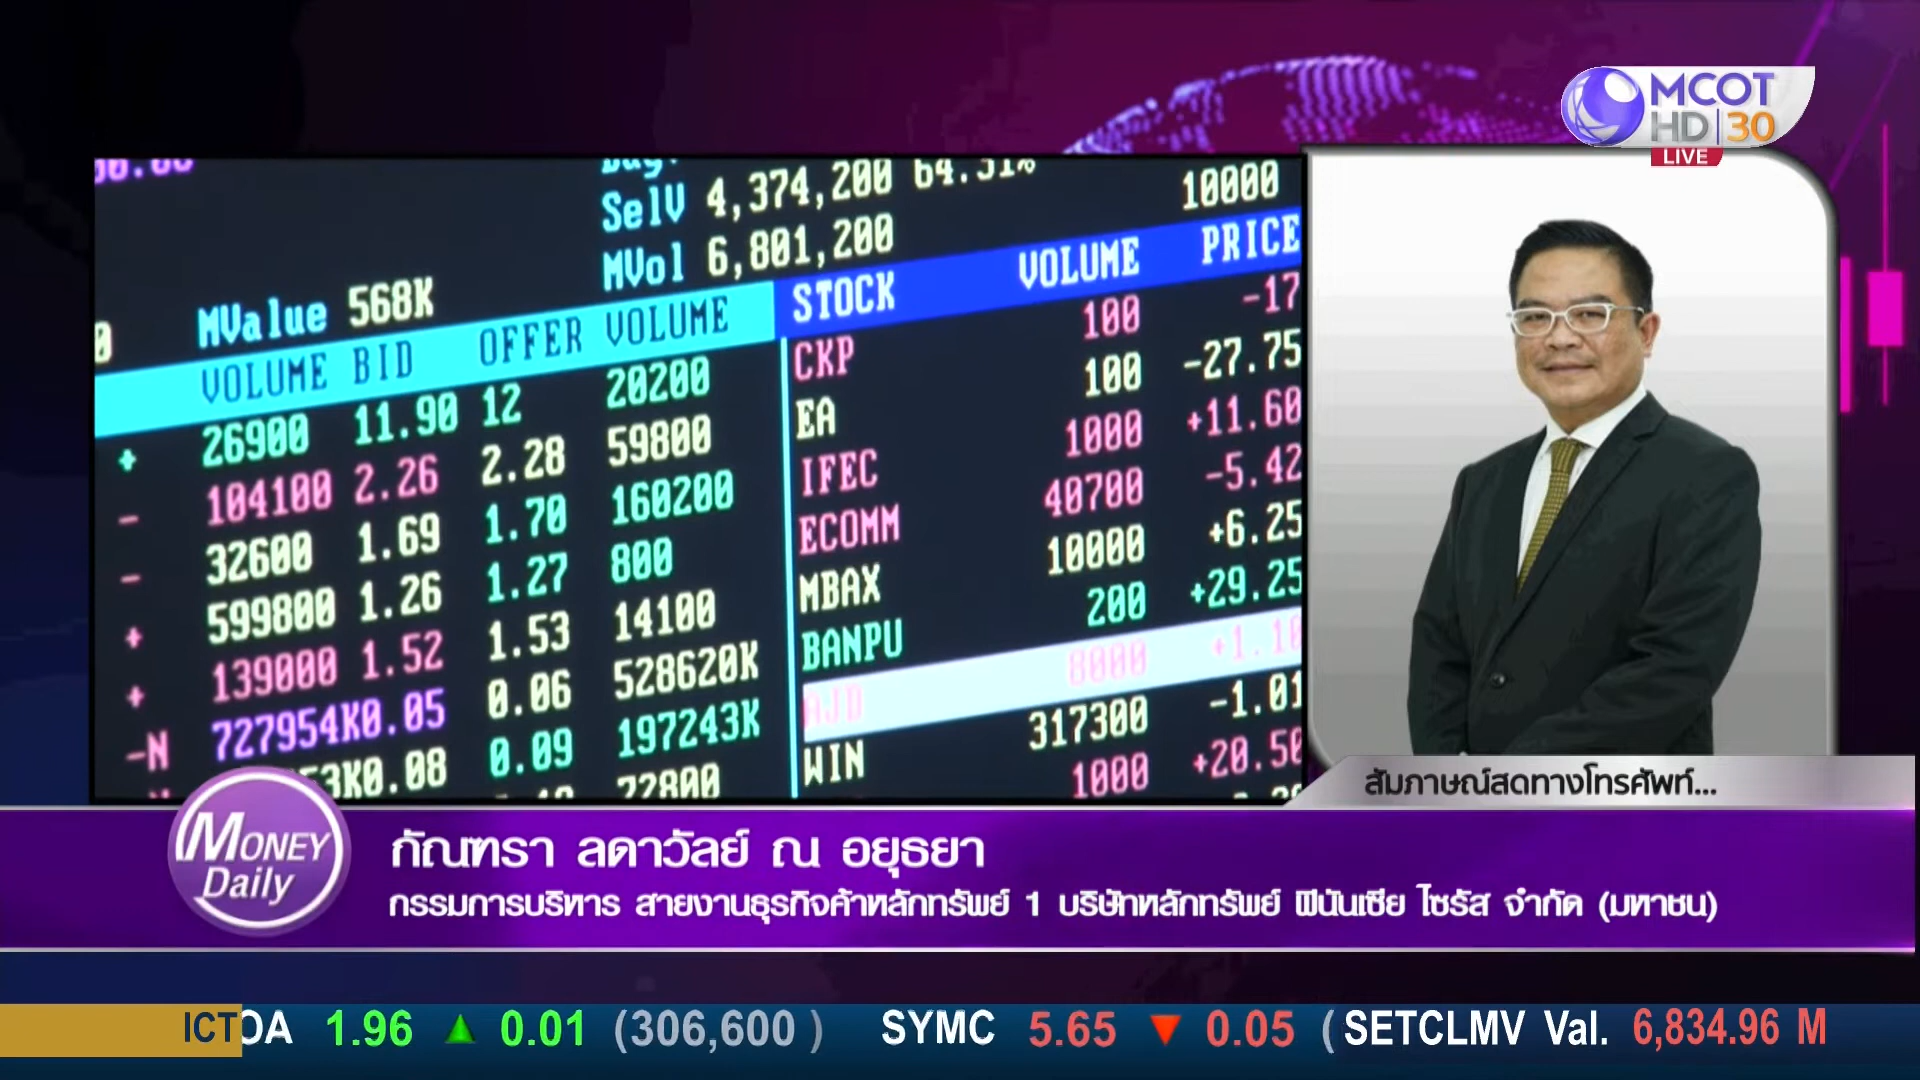 MCOT
HD 30
LIVE
SelV 4,374,200 64.31%
MVol 6,801,200
10000
MValue 568K
VOLUME BID OFFER VOLUME
26900 11.90 12 20200
104100 2.26 2.28 59800
32600 1.69 1.70 160200
599800 1.26 1.27 800
139000 1.52 1.53 14100
-N 727954K0.05 0.06 528620K
3K0.08 0.09 197243K
72800
STOCK VOLUME PRICE
CKP 100 -17
EA 100 -27.75
IFEC 1000 +11.60
ECOMM 40700 -5.42
MBAX 10000 +6.25
BANPU 200 +29.25
AJD 8000 +1.10
WIN 317300 -1.01
1000 +20.50
สัมภาษณ์สดทางโทรศัพท์...
MONEY
Daily
กัณฑรา ลดาวัลย์ ณ อยุธยา
กรรมการบริหาร สายงานธุรกิจค้าหลักทรัพย์ 1 บริษัทหลักทรัพย์ ฟินันเซีย ไซรัส จำกัด (มหาชน)
ICT OA 1.96 ▲ 0.01 (306,600 ) SYMC 5.65 ▼ 0.05 ( SETCLMV Val. 6,834.96 M